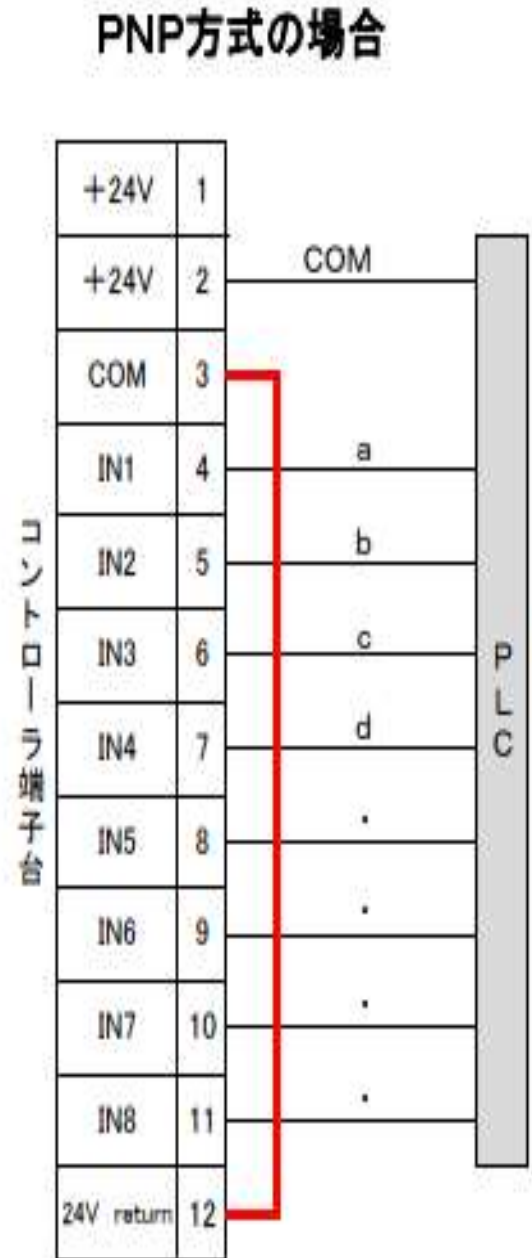 PNP方式の場合
+24V 1
+24V 2 COM
COM 3
IN1 4 a
IN2 5 b
IN3 6 c
IN4 7 d
IN5 8 ・
IN6 9 ・
IN7 10 ・
IN8 11 ・
24V return 12
コントローラ端子台
PLC